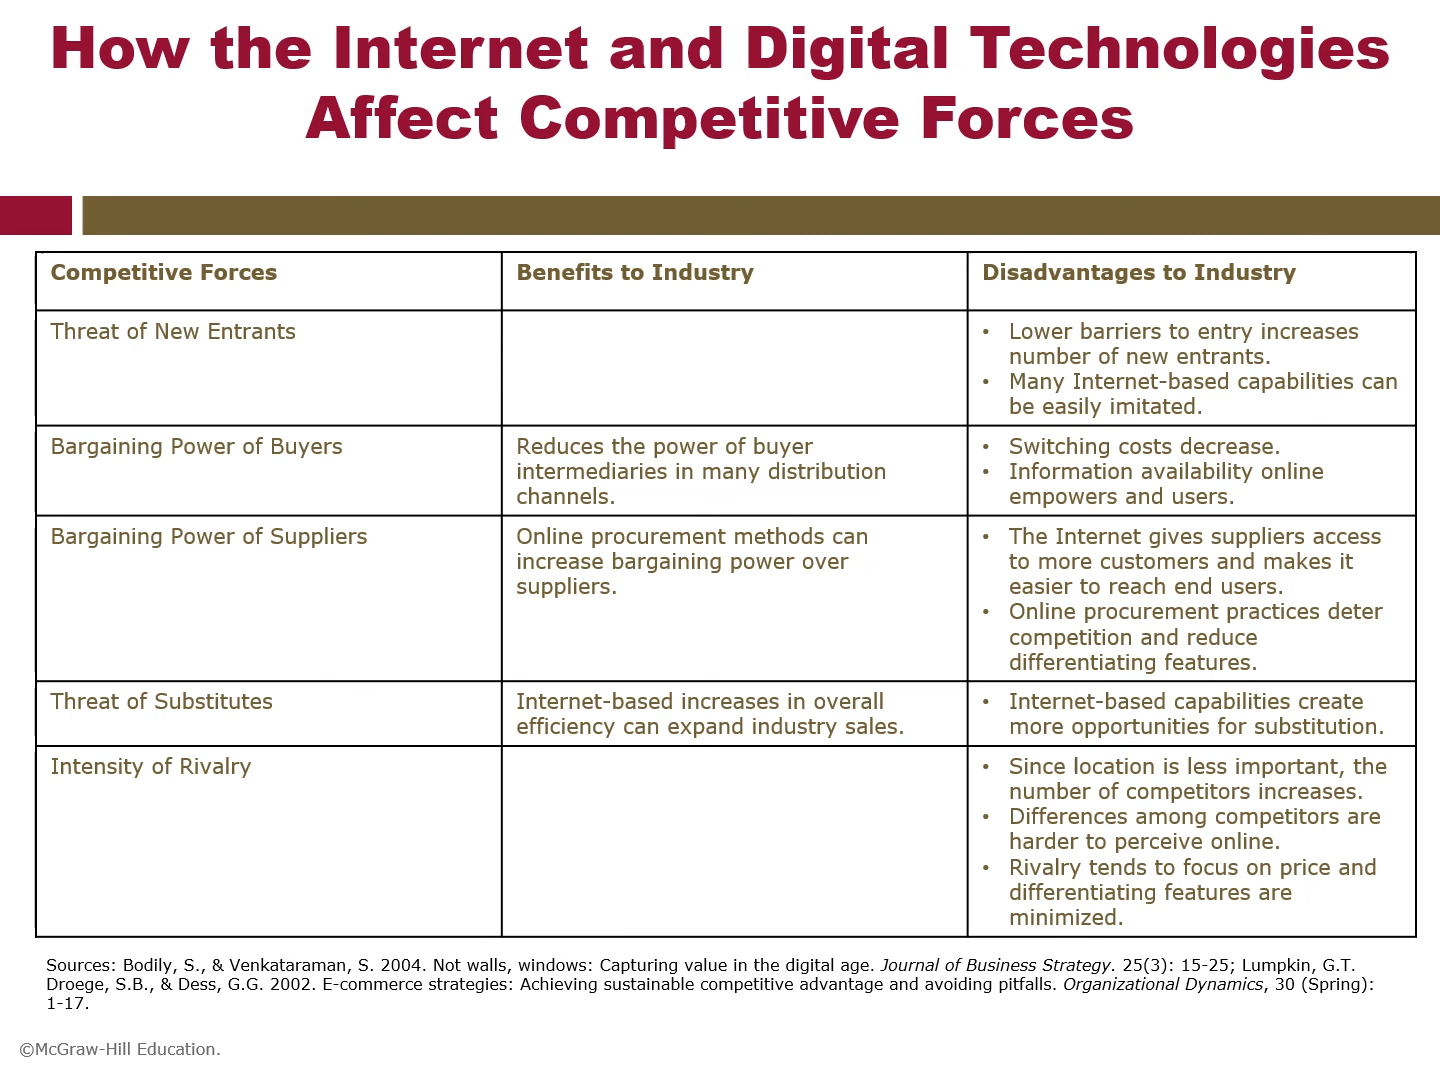 How the Internet and Digital Technologies
Affect Competitive Forces
Competitive Forces
Benefits to Industry
Disadvantages to Industry
Threat of New Entrants
• Lower barriers to entry increases
number of new entrants.
• Many Internet-based capabilities can
be easily imitated.
Bargaining Power of Buyers
Reduces the power of buyer
intermediaries in many distribution
channels.
• Switching costs decrease.
• Information availability online
empowers and users.
Bargaining Power of Suppliers
Online procurement methods can
increase bargaining power over
suppliers.
• The Internet gives suppliers access
to more customers and makes it
easier to reach end users.
• Online procurement practices deter
competition and reduce
differentiating features.
Threat of Substitutes
Internet-based increases in overall
efficiency can expand industry sales.
• Internet-based capabilities create
more opportunities for substitution.
Intensity of Rivalry
• Since location is less important, the
number of competitors increases.
• Differences among competitors are
harder to perceive online.
• Rivalry tends to focus on price and
differentiating features are
minimized.
Sources: Bodily, S., & Venkataraman, S. 2004. Not walls, windows: Capturing value in the digital age. Journal of Business Strategy. 25(3): 15-25; Lumpkin, G.T.
Droege, S.B., & Dess, G.G. 2002. E-commerce strategies: Achieving sustainable competitive advantage and avoiding pitfalls. Organizational Dynamics, 30 (Spring):
1-17.
©McGraw-Hill Education.